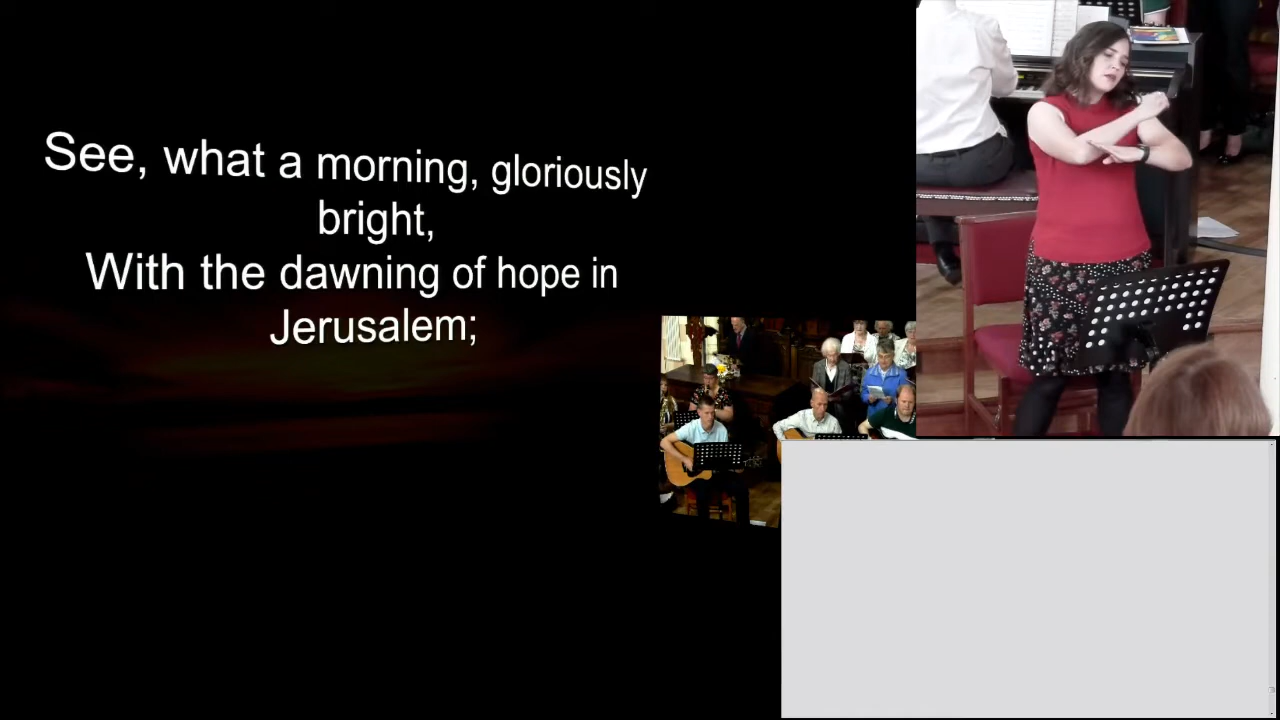 See, what a morning, gloriously
bright,
With the dawning of hope in
Jerusalem;